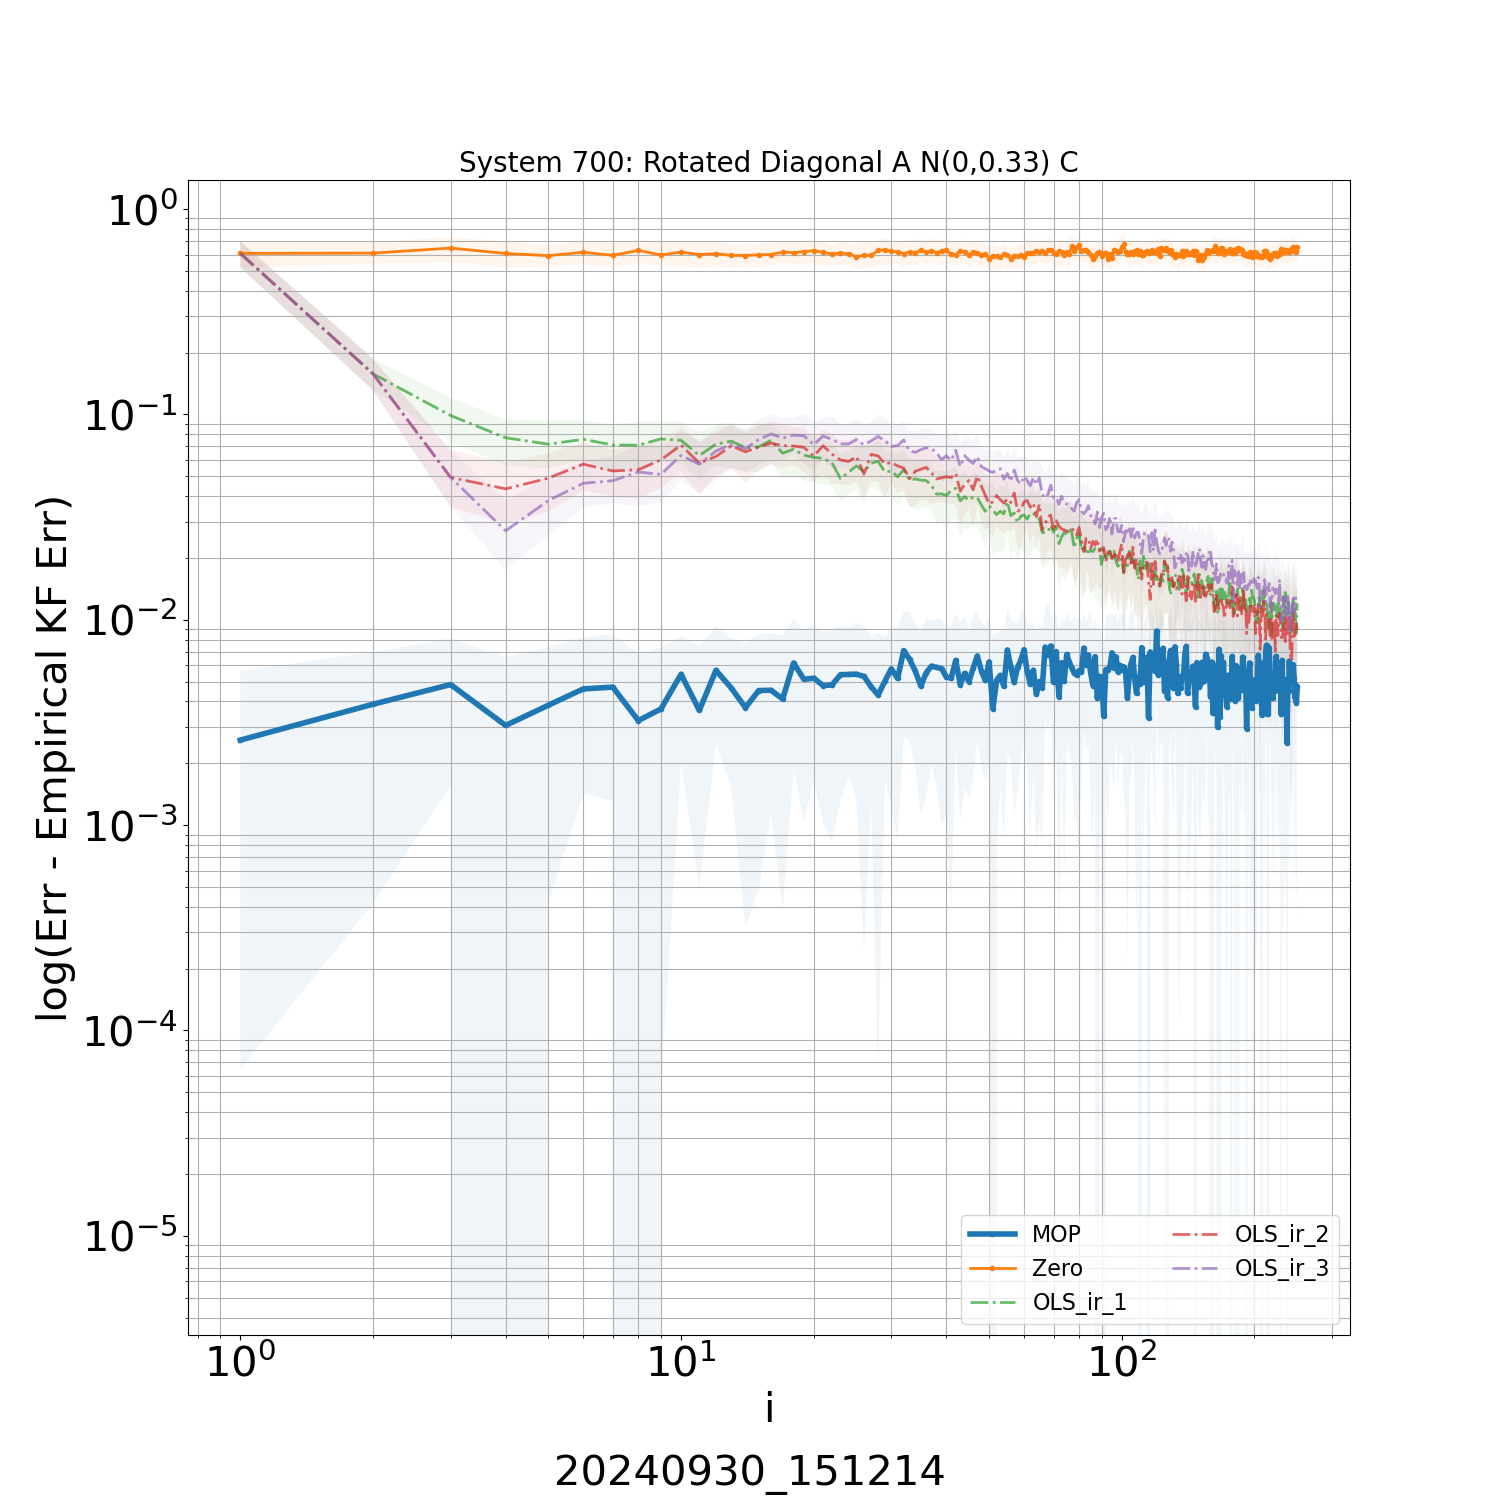 System 700: Rotated Diagonal A N(0,0.33) C
log(Err - Empirical KF Err)
10⁰
10⁻¹
10⁻²
10⁻³
10⁻⁴
10⁻⁵
MOP
Zero
OLS_ir_1
OLS_ir_2
OLS_ir_3
10⁰ 10¹ 10²
i
20240930_151214